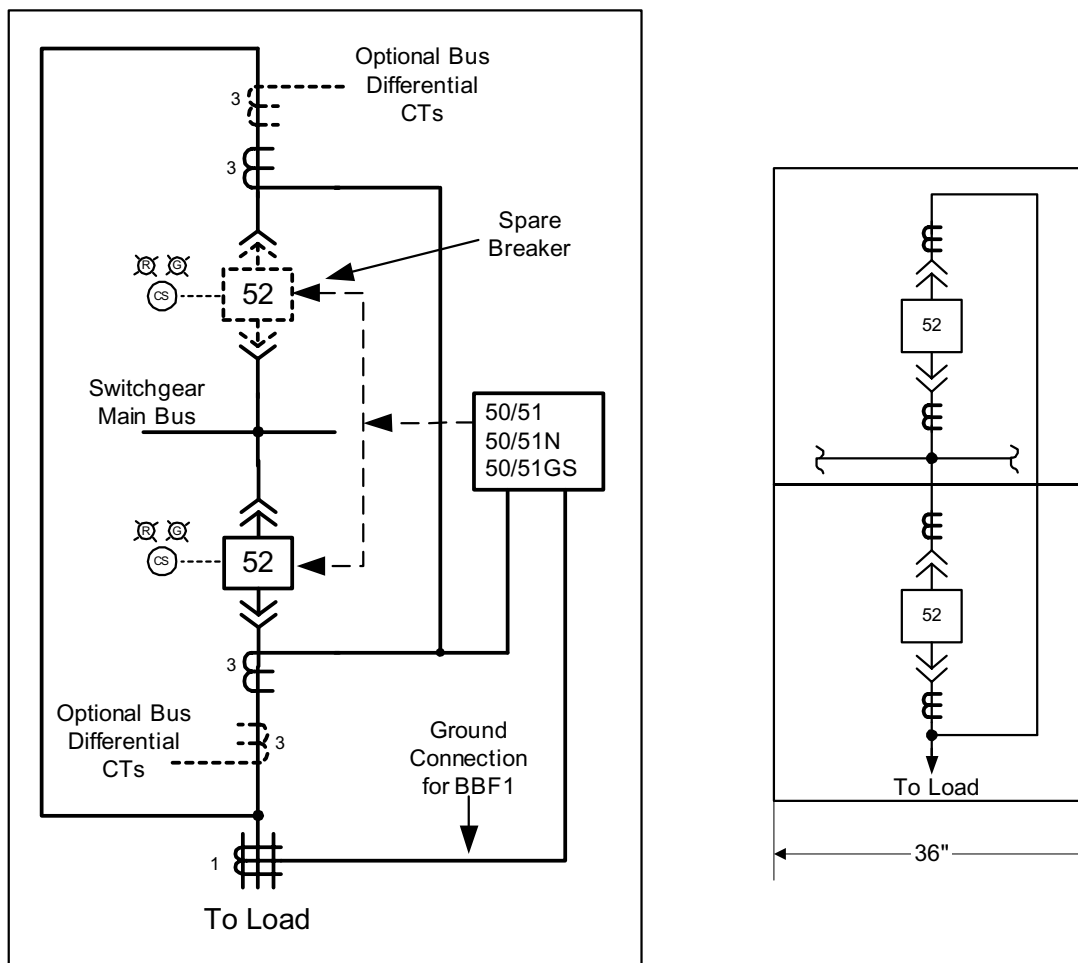 Optional Bus
Differential
CTs
3
3
Spare
Breaker
R G
CS
52
Switchgear
Main Bus
50/51
50/51N
50/51GS
R G
CS
52
3
Optional Bus
Differential
CTs
3
Ground
Connection
for BBF1
1
To Load
52
52
To Load
36"